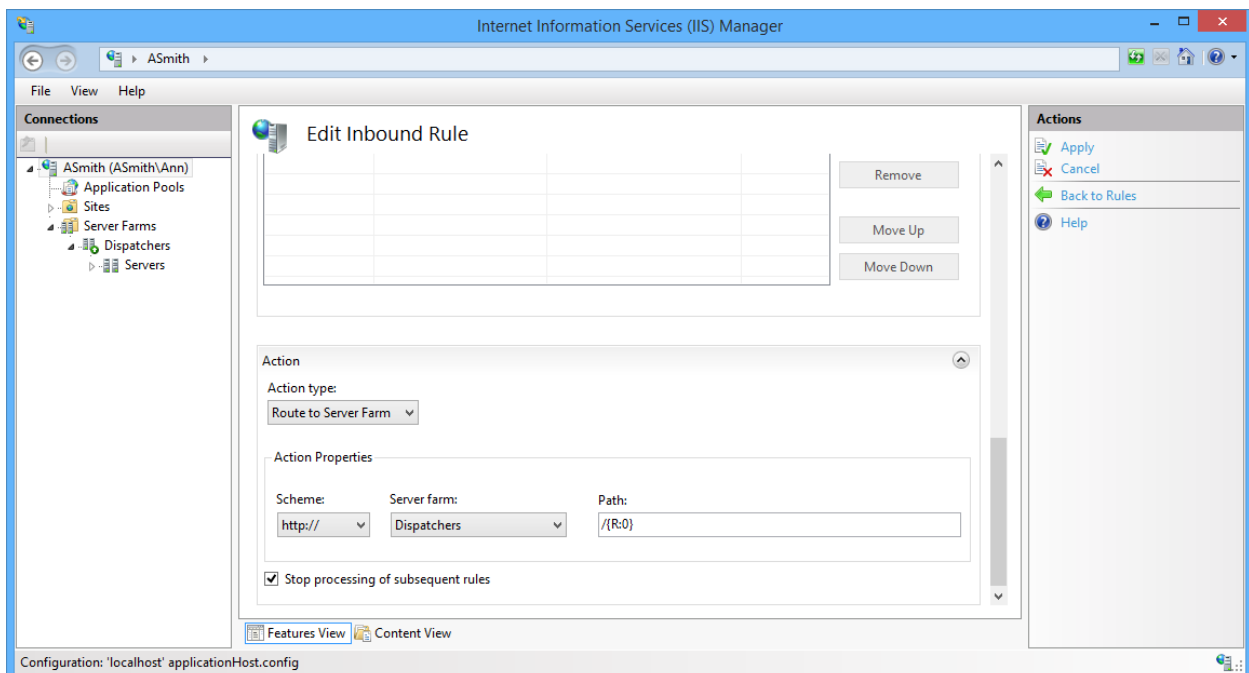 Internet Information Services (IIS) Manager
ASmith
File View Help
Connections
ASmith (ASmith\Ann)
Application Pools
Sites
Server Farms
Dispatchers
Servers
Edit Inbound Rule
Remove
Move Up
Move Down
Action
Action type:
Route to Server Farm
Action Properties
Scheme: Server farm: Path:
http:// Dispatchers /{R:0}
Stop processing of subsequent rules
Features View Content View
Actions
Apply
Cancel
Back to Rules
Help
Configuration: 'localhost' applicationHost.config